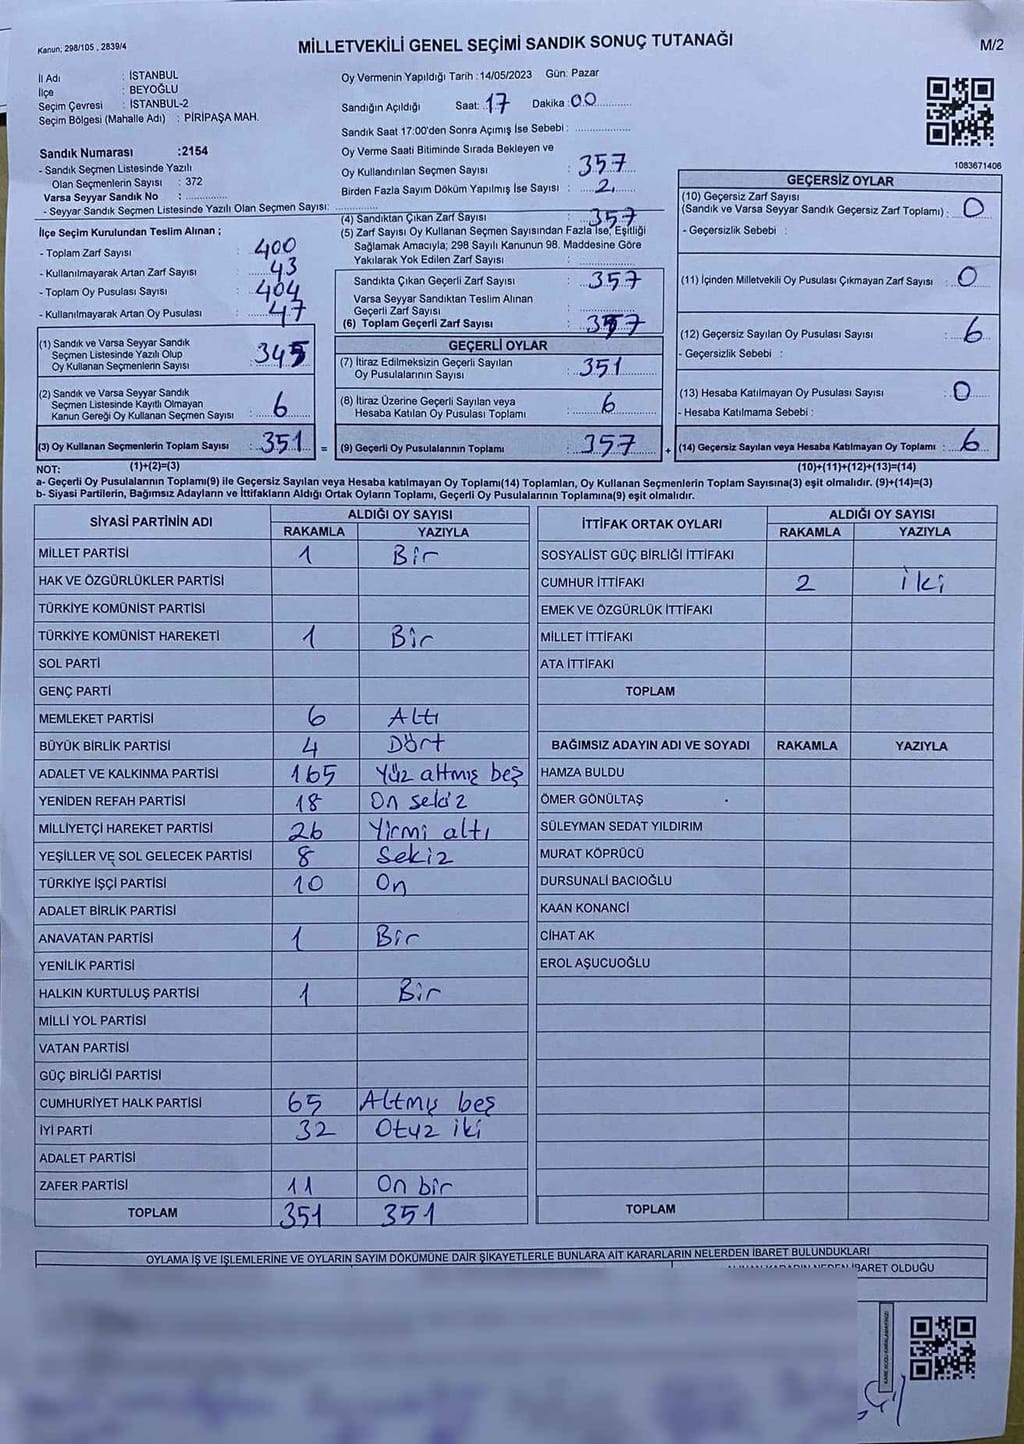 Kanun; 298/105 , 2839/4
MİLLETVEKİLİ GENEL SEÇİMİ SANDIK SONUÇ TUTANAĞI
M/2
İl Adı : İSTANBUL
İlçe : BEYOĞLU
Seçim Çevresi : İSTANBUL-2
Seçim Bölgesi (Mahalle Adı) : PİRİPAŞA MAH.
Oy Vermenin Yapıldığı Tarih :14/05/2023 Gün: Pazar
Sandığın Açıldığı Saat: 17 Dakika :00
Sandık Saat 17:00'den Sonra Açımış İse Sebebi :
Sandık Numarası :2154
- Sandık Seçmen Listesinde Yazılı
Olan Seçmenlerin Sayısı : 372
Varsa Seyyar Sandık No :
- Seyyar Sandık Seçmen Listesinde Yazılı Olan Seçmen Sayısı:
Oy Verme Saati Bitiminde Sırada Bekleyen ve
Oy Kullandırılan Seçmen Sayısı : 357
Birden Fazla Sayım Döküm Yapılmış İse Sayısı : 2
1083671406
İlçe Seçim Kurulundan Teslim Alınan ;
- Toplam Zarf Sayısı : 400
- Kullanılmayarak Artan Zarf Sayısı : 43
- Toplam Oy Pusulası Sayısı : 404
- Kullanılmayarak Artan Oy Pusulası : 47
(4) Sandıktan Çıkan Zarf Sayısı : 357
(5) Zarf Sayısı Oy Kullanan Seçmen Sayısından Fazla İse, Eşitliği
Sağlamak Amacıyla; 298 Sayılı Kanunun 98. Maddesine Göre
Yakılarak Yok Edilen Zarf Sayısı :
Sandıkta Çıkan Geçerli Zarf Sayısı : 357
Varsa Seyyar Sandıktan Teslim Alınan
Geçerli Zarf Sayısı :
(6) Toplam Geçerli Zarf Sayısı : 357
GEÇERSİZ OYLAR
(10) Geçersiz Zarf Sayısı
(Sandık ve Varsa Seyyar Sandık Geçersiz Zarf Toplamı) : 0
- Geçersizlik Sebebi :
(11) İçinden Milletvekili Oy Pusulası Çıkmayan Zarf Sayısı : 0
(12) Geçersiz Sayılan Oy Pusulası Sayısı : 6
- Geçersizlik Sebebi :
(13) Hesaba Katılmayan Oy Pusulası Sayısı : 0
- Hesaba Katılmama Sebebi :
(1) Sandık ve Varsa Seyyar Sandık
Seçmen Listesinde Yazılı Olup
Oy Kullanan Seçmenlerin Sayısı : 345
(2) Sandık ve Varsa Seyyar Sandık
Seçmen Listesinde Kayıtlı Olmayan
Kanun Gereği Oy Kullanan Seçmen Sayısı : 6
GEÇERLİ OYLAR
(7) İtiraz Edilmeksizin Geçerli Sayılan
Oy Pusulalarının Sayısı : 351
(8) İtiraz Üzerine Geçerli Sayılan veya
Hesaba Katılan Oy Pusulası Toplamı : 6
(3) Oy Kullanan Seçmenlerin Toplam Sayısı : 351 = (9) Geçerli Oy Pusulalarının Toplamı : 357 + (14) Geçersiz Sayılan veya Hesaba Katılmayan Oy Toplamı : 6
NOT: (1)+(2)=(3) (10)+(11)+(12)+(13)=(14)
a- Geçerli Oy Pusulalarının Toplamı(9) ile Geçersiz Sayılan veya Hesaba katılmayan Oy Toplamı(14) Toplamları, Oy Kullanan Seçmenlerin Toplam Sayısına(3) eşit olmalıdır. (9)+(14)=(3)
b- Siyasi Partilerin, Bağımsız Adayların ve İttifakların Aldığı Ortak Oyların Toplamı, Geçerli Oy Pusulalarının Toplamına(9) eşit olmalıdır.
SİYASİ PARTİNİN ADI ALDIĞI OY SAYISI
RAKAMLA YAZIYLA
MİLLET PARTİSİ 1 Bir
HAK VE ÖZGÜRLÜKLER PARTİSİ
TÜRKİYE KOMÜNİST PARTİSİ
TÜRKİYE KOMÜNİST HAREKETİ 1 Bir
SOL PARTİ
GENÇ PARTİ
MEMLEKET PARTİSİ 6 Altı
BÜYÜK BİRLİK PARTİSİ 4 Dört
ADALET VE KALKINMA PARTİSİ 165 Yüz altmış beş
YENİDEN REFAH PARTİSİ 18 On sekiz
MİLLİYETÇİ HAREKET PARTİSİ 26 Yirmi altı
YEŞİLLER VE SOL GELECEK PARTİSİ 8 Sekiz
TÜRKİYE İŞÇİ PARTİSİ 10 On
ADALET BİRLİK PARTİSİ
ANAVATAN PARTİSİ 1 Bir
YENİLİK PARTİSİ
HALKIN KURTULUŞ PARTİSİ 1 Bir
MİLLİ YOL PARTİSİ
VATAN PARTİSİ
GÜÇ BİRLİĞİ PARTİSİ
CUMHURİYET HALK PARTİSİ 65 Altmış beş
İYİ PARTİ 32 Otuz iki
ADALET PARTİSİ
ZAFER PARTİSİ 11 On bir
TOPLAM 351 351
İTTİFAK ORTAK OYLARI ALDIĞI OY SAYISI
RAKAMLA YAZIYLA
SOSYALİST GÜÇ BİRLİĞİ İTTİFAKI
CUMHUR İTTİFAKI 2 İki
EMEK VE ÖZGÜRLÜK İTTİFAKI
MİLLET İTTİFAKI
ATA İTTİFAKI
TOPLAM
BAĞIMSIZ ADAYIN ADI VE SOYADI RAKAMLA YAZIYLA
HAMZA BULDU
ÖMER GÖNÜLTAŞ
SÜLEYMAN SEDAT YILDIRIM
MURAT KÖPRÜCÜ
DURSUNALİ BACIOĞLU
KAAN KONANCİ
CİHAT AK
EROL AŞUCUOĞLU
TOPLAM
OYLAMA İŞ VE İŞLEMLERİNE VE OYLARIN SAYIM DÖKÜMÜNE DAİR ŞİKAYETLERLE BUNLARA AİT KARARLARIN NELERDEN İBARET BULUNDUKLARI
İBARET OLDUĞU